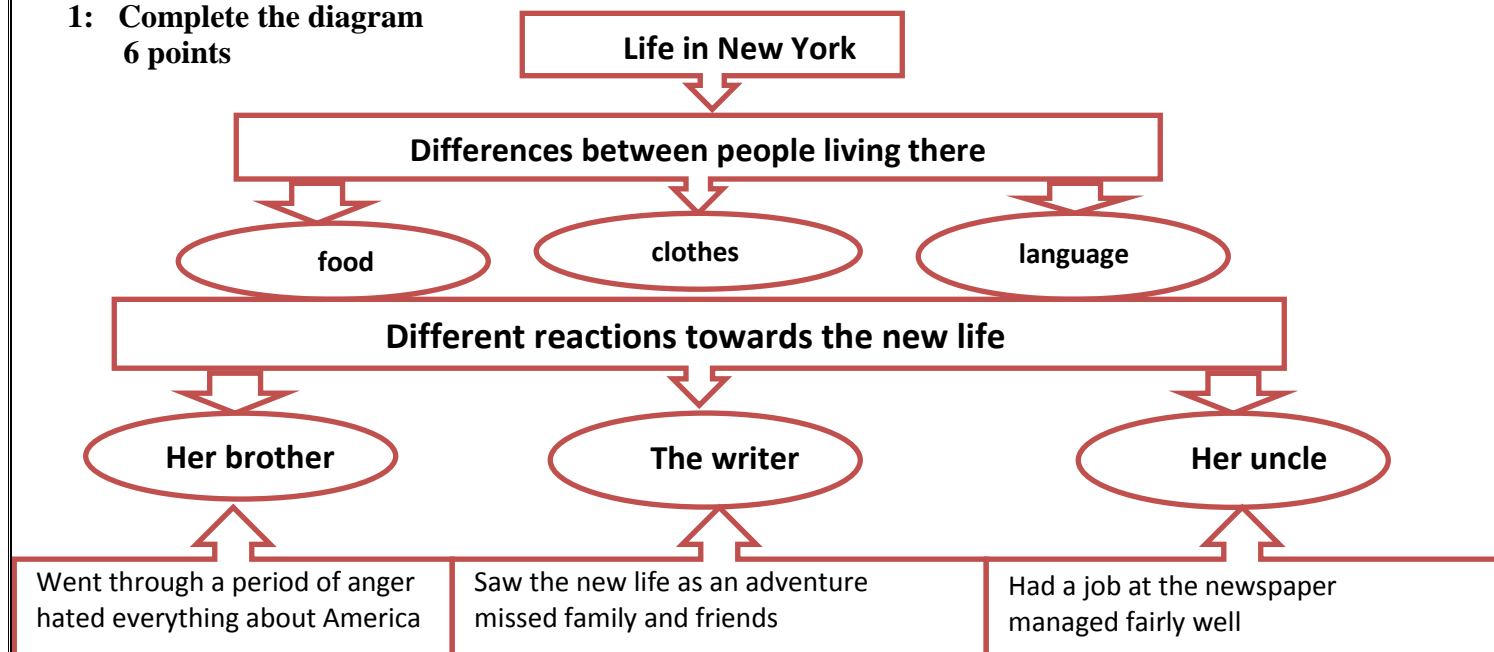 1: Complete the diagram
6 points
Life in New York
Differences between people living there
food
clothes
language
Different reactions towards the new life
Her brother
The writer
Her uncle
Went through a period of anger
hated everything about America
Saw the new life as an adventure
missed family and friends
Had a job at the newspaper
managed fairly well